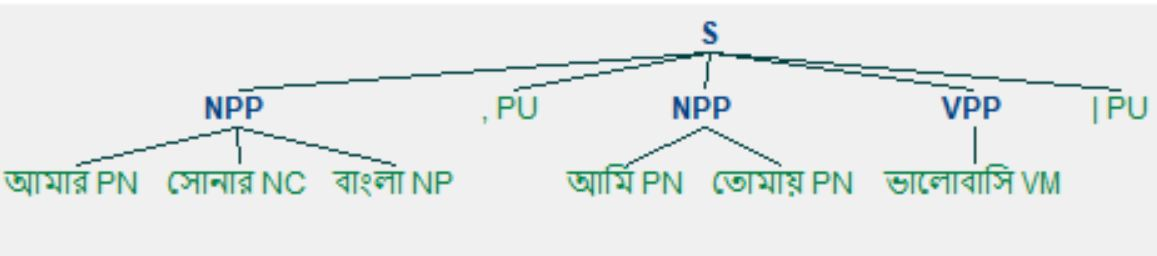 S
NPP , PU NPP VPP | PU
আমার PN সোনার NC বাংলা NP আমি PN তোমায় PN ভালোবাসি VM